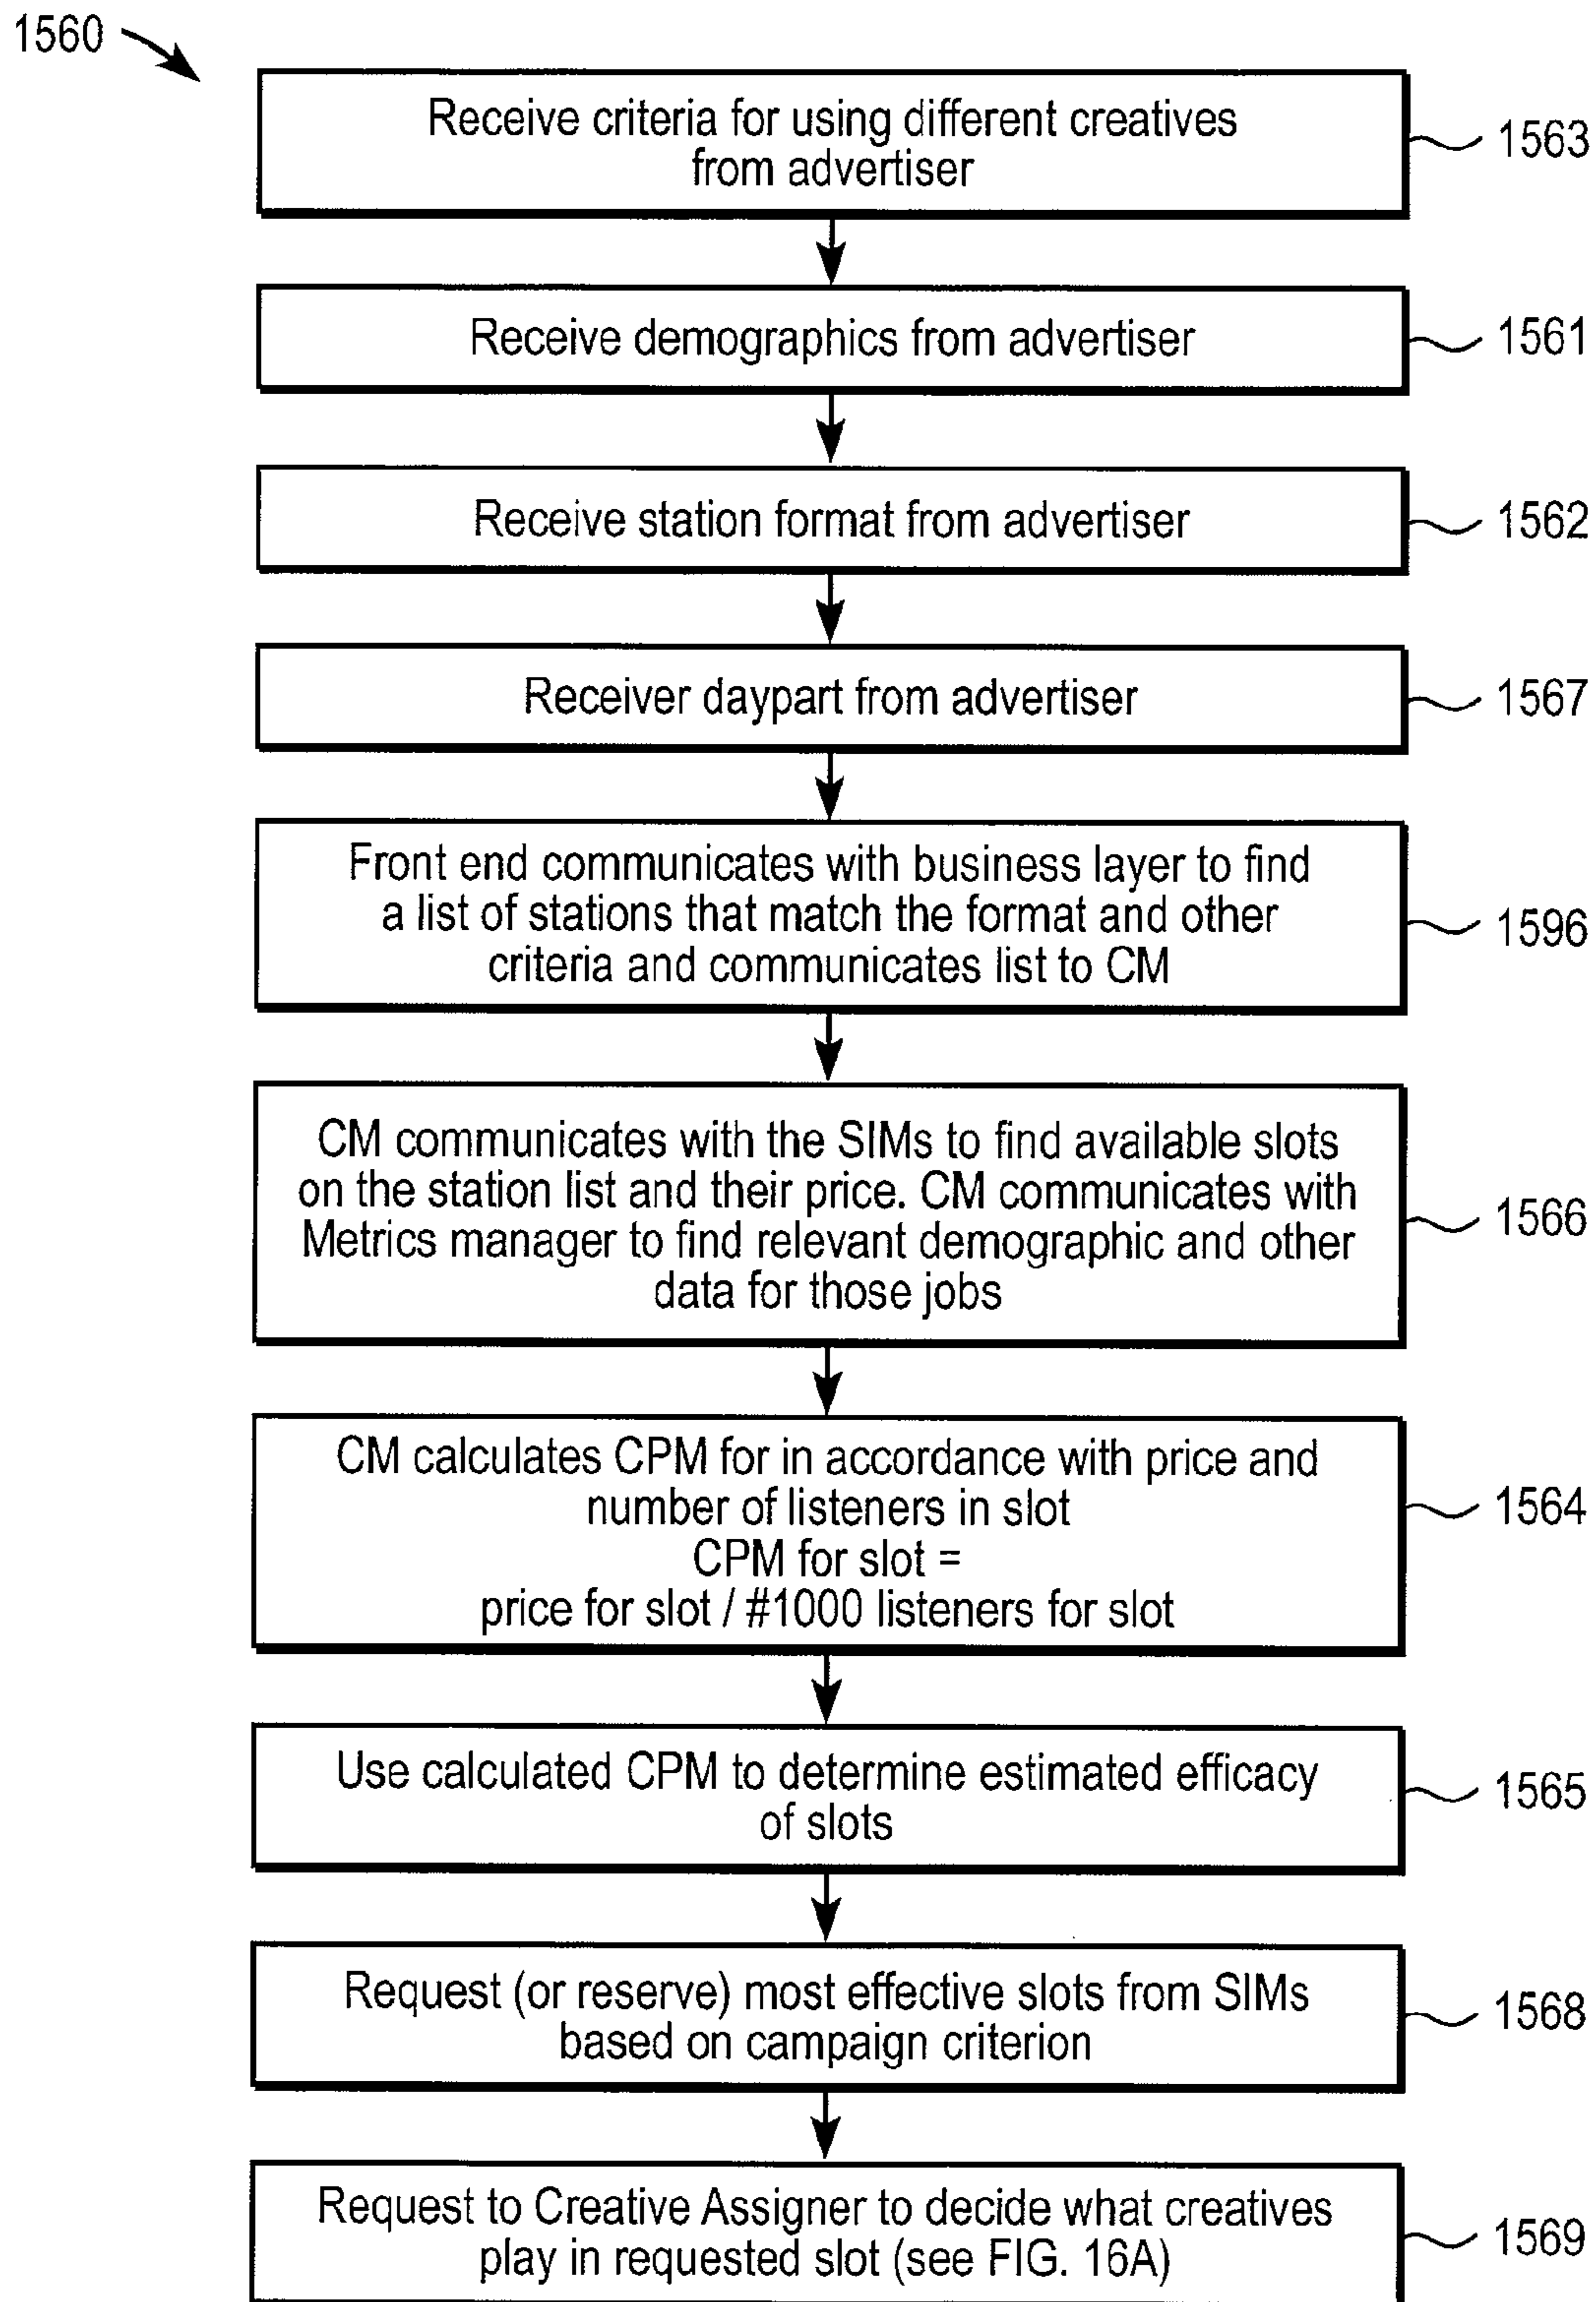 1560
Receive criteria for using different creatives
from advertiser
1563
Receive demographics from advertiser
1561
Receive station format from advertiser
1562
Receiver daypart from advertiser
1567
Front end communicates with business layer to find
a list of stations that match the format and other
criteria and communicates list to CM
1596
CM communicates with the SIMs to find available slots
on the station list and their price. CM communicates with
Metrics manager to find relevant demographic and other
data for those jobs
1566
CM calculates CPM for in accordance with price and
number of listeners in slot
CPM for slot =
price for slot / #1000 listeners for slot
1564
Use calculated CPM to determine estimated efficacy
of slots
1565
Request (or reserve) most effective slots from SIMs
based on campaign criterion
1568
Request to Creative Assigner to decide what creatives
play in requested slot (see FIG. 16A)
1569